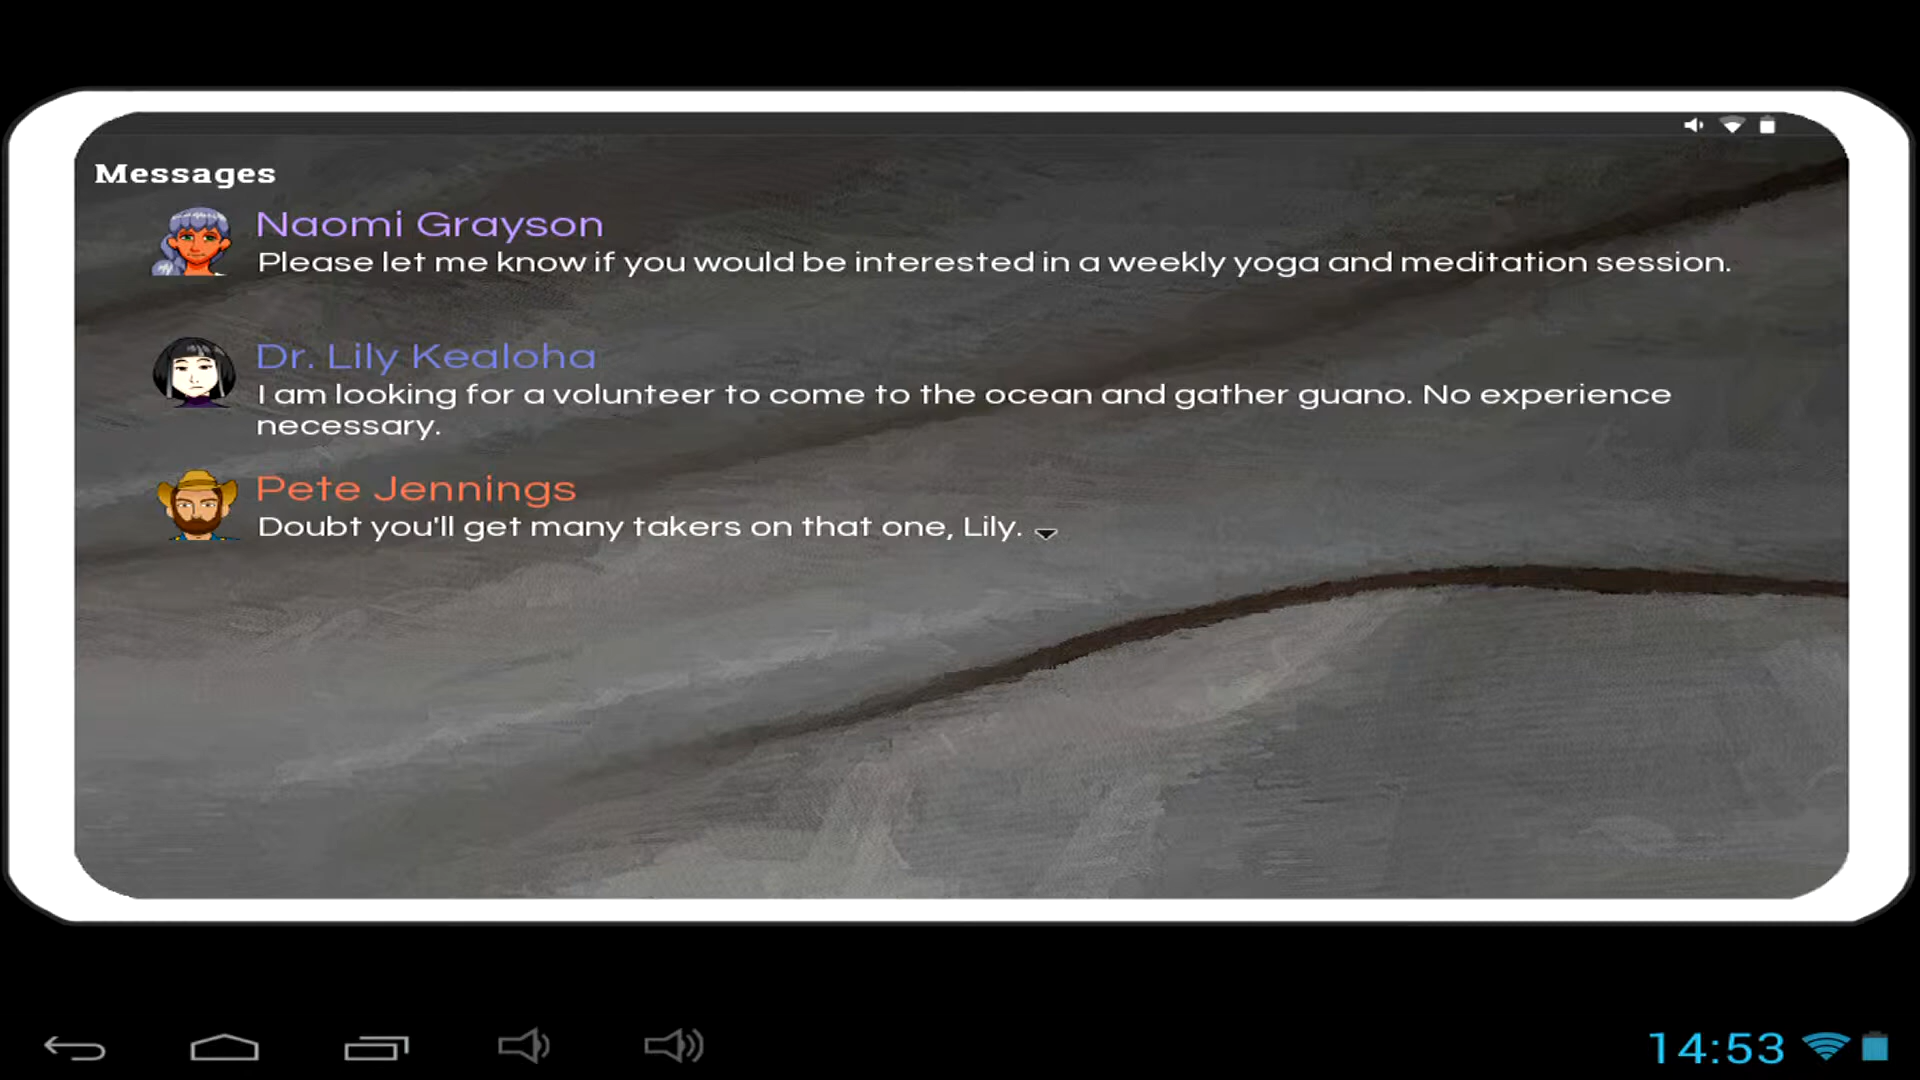 Messages
Naomi Grayson
Please let me know if you would be interested in a weekly yoga and meditation session.
Dr. Lily Kealoha
I am looking for a volunteer to come to the ocean and gather guano. No experience
necessary.
Pete Jennings
Doubt you'll get many takers on that one, Lily.
14:53